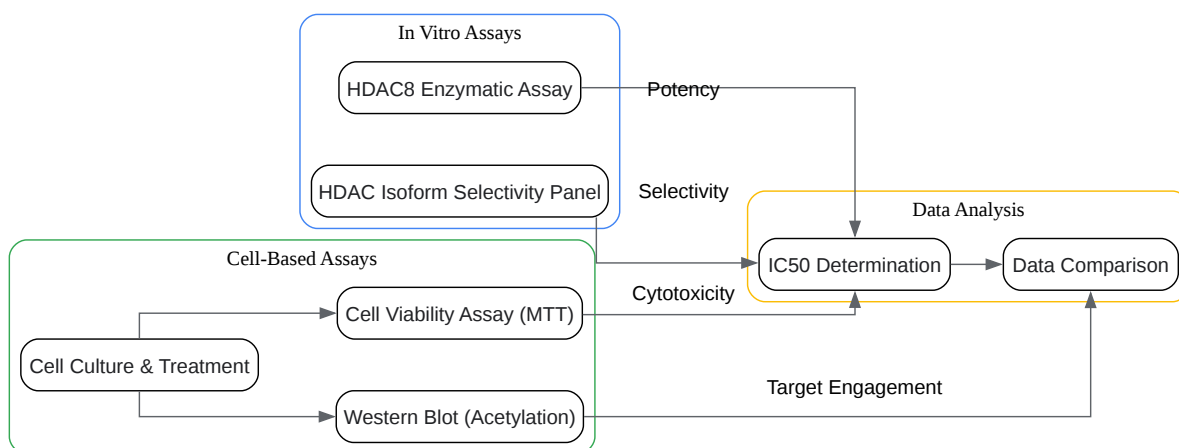 In Vitro Assays
HDAC8 Enzymatic Assay
Potency
HDAC Isoform Selectivity Panel
Selectivity
Data Analysis
Cell-Based Assays
IC50 Determination
Data Comparison
Cytotoxicity
Cell Viability Assay (MTT)
Cell Culture & Treatment
Target Engagement
Western Blot (Acetylation)